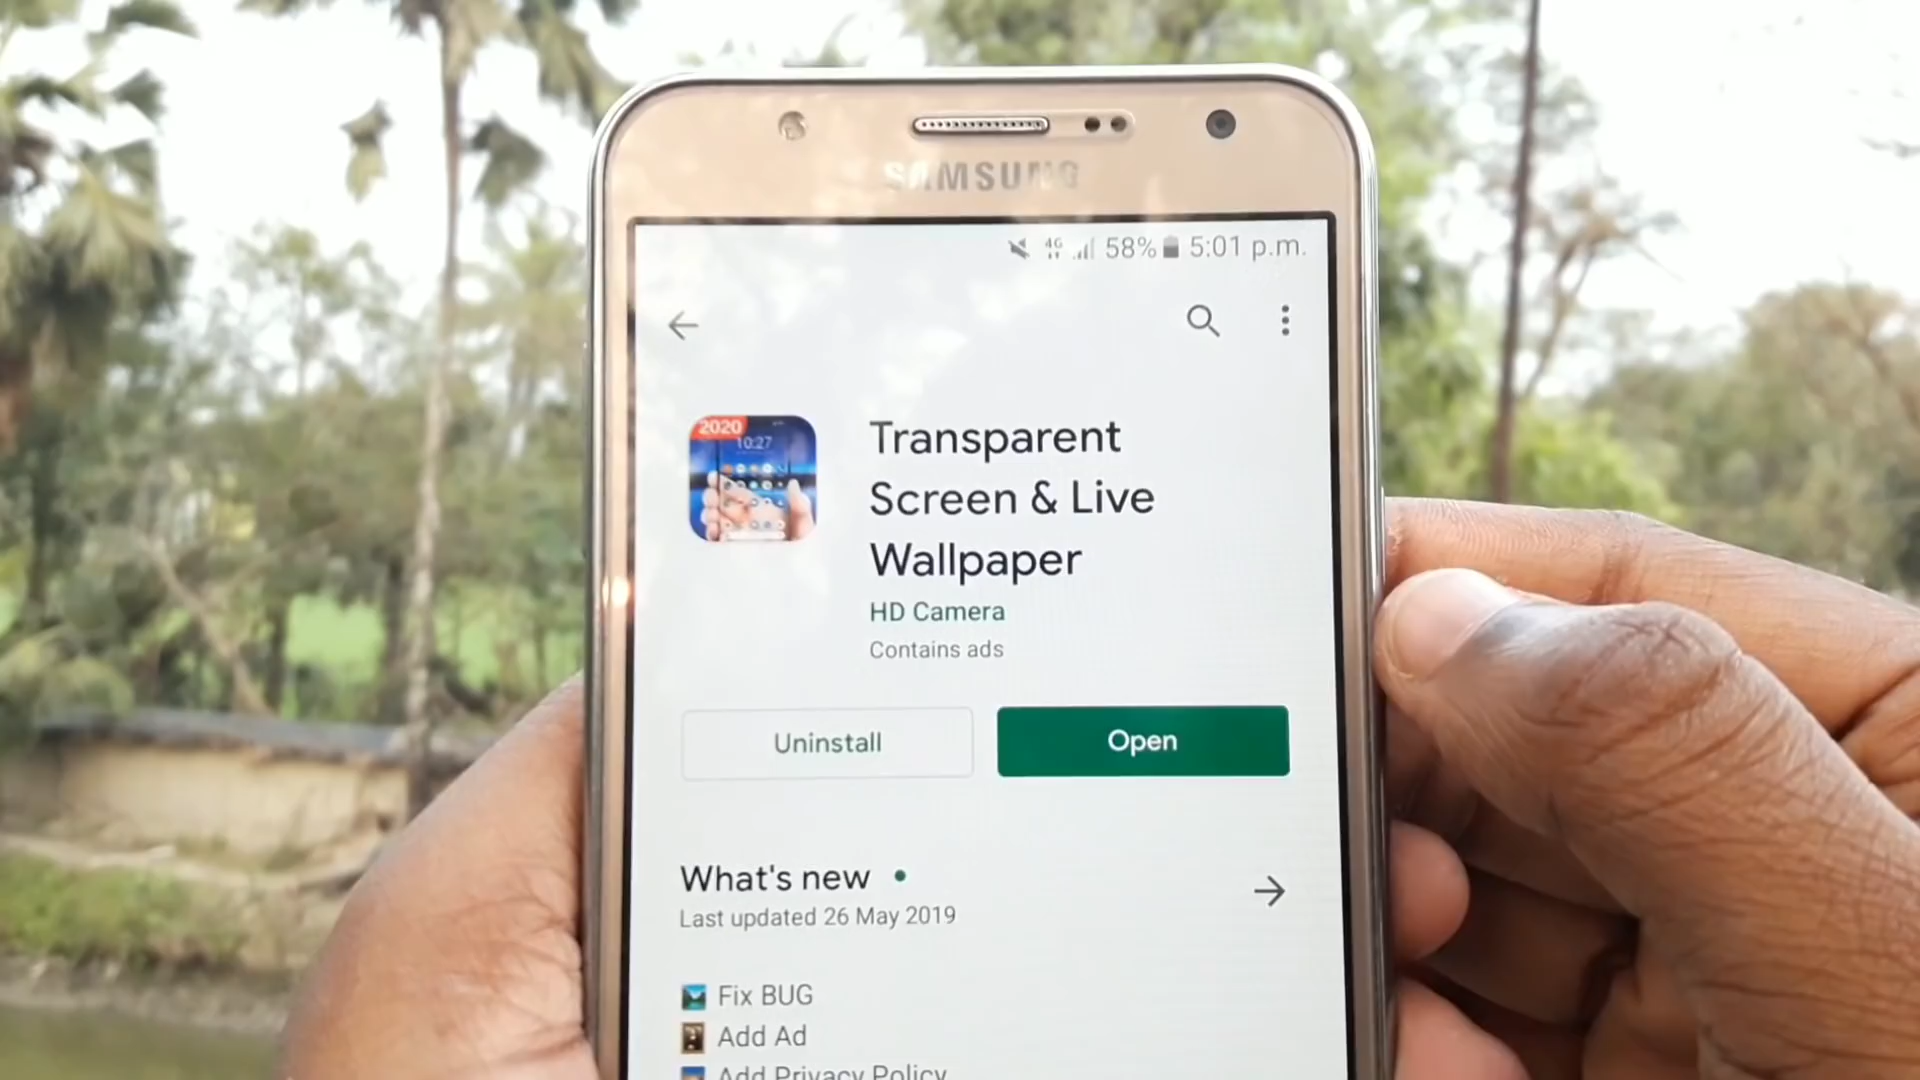 SAMSUNG
4G 58% 5:01 p.m.
2020
10:27
Transparent
Screen & Live
Wallpaper
HD Camera
Contains ads
Uninstall
Open
What's new
Last updated 26 May 2019
Fix BUG
Add Ad
Add Privacy Policy